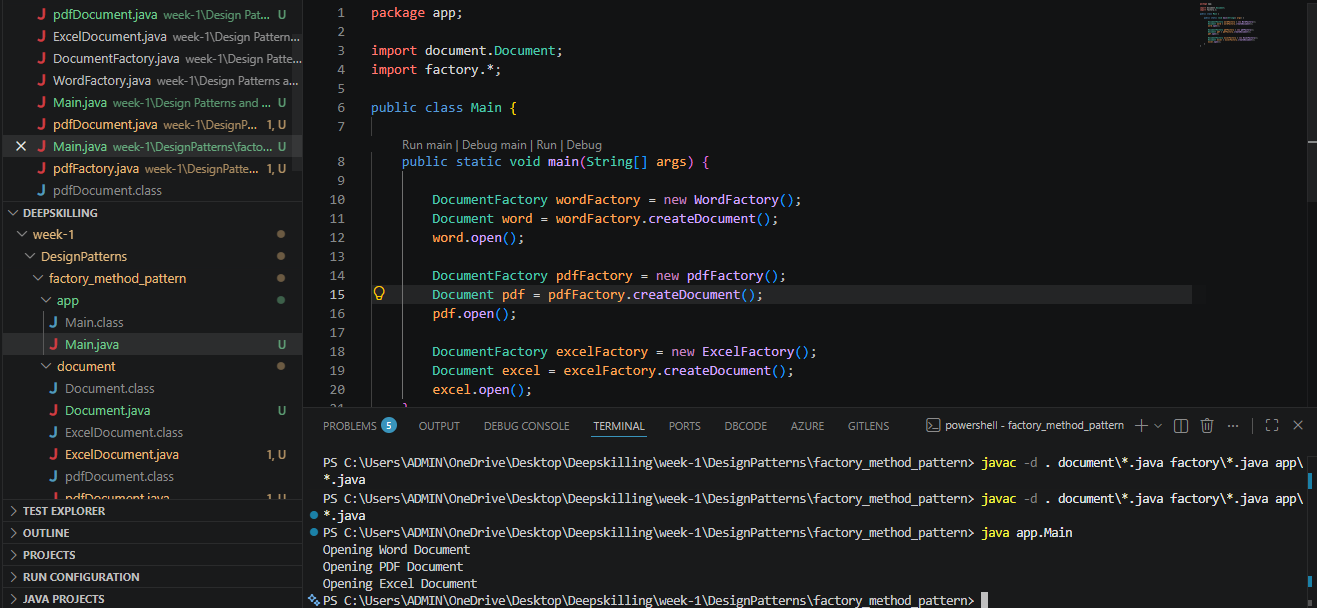 pdfDocument.java week-1\Design Pat... U
ExcelDocument.java week-1\Design Pattern...
DocumentFactory.java week-1\Design Patte...
WordFactory.java week-1\Design Patterns a...
Main.java week-1\Design Patterns and ... U
pdfDocument.java week-1\DesignP... 1, U
Main.java week-1\DesignPatterns\facto... U
pdfFactory.java week-1\DesignPatte... 1, U
pdfDocument.class
DEEPSKILLING
week-1
DesignPatterns
factory_method_pattern
app
Main.class
Main.java U
document
Document.class
Document.java U
ExcelDocument.class
ExcelDocument.java 1, U
pdfDocument.class
pdfDocument.java 1, U
TEST EXPLORER
OUTLINE
PROJECTS
RUN CONFIGURATION
JAVA PROJECTS
1 package app;
2
3 import document.Document;
4 import factory.*;
5
6 public class Main {
7
Run main | Debug main | Run | Debug
8 public static void main(String[] args) {
9
10 DocumentFactory wordFactory = new WordFactory();
11 Document word = wordFactory.createDocument();
12 word.open();
13
14 DocumentFactory pdfFactory = new pdfFactory();
15 Document pdf = pdfFactory.createDocument();
16 pdf.open();
17
18 DocumentFactory excelFactory = new ExcelFactory();
19 Document excel = excelFactory.createDocument();
20 excel.open();
21 }
PROBLEMS 5 OUTPUT DEBUG CONSOLE TERMINAL PORTS DBCODE AZURE GITLENS powershell - factory_method_pattern
PS C:\Users\ADMIN\OneDrive\Desktop\Deepskilling\week-1\DesignPatterns\factory_method_pattern> javac -d . document\*.java factory\*.java app\
*.java
PS C:\Users\ADMIN\OneDrive\Desktop\Deepskilling\week-1\DesignPatterns\factory_method_pattern> javac -d . document\*.java factory\*.java app\
*.java
PS C:\Users\ADMIN\OneDrive\Desktop\Deepskilling\week-1\DesignPatterns\factory_method_pattern> java app.Main
Opening Word Document
Opening PDF Document
Opening Excel Document
PS C:\Users\ADMIN\OneDrive\Desktop\Deepskilling\week-1\DesignPatterns\factory_method_pattern>